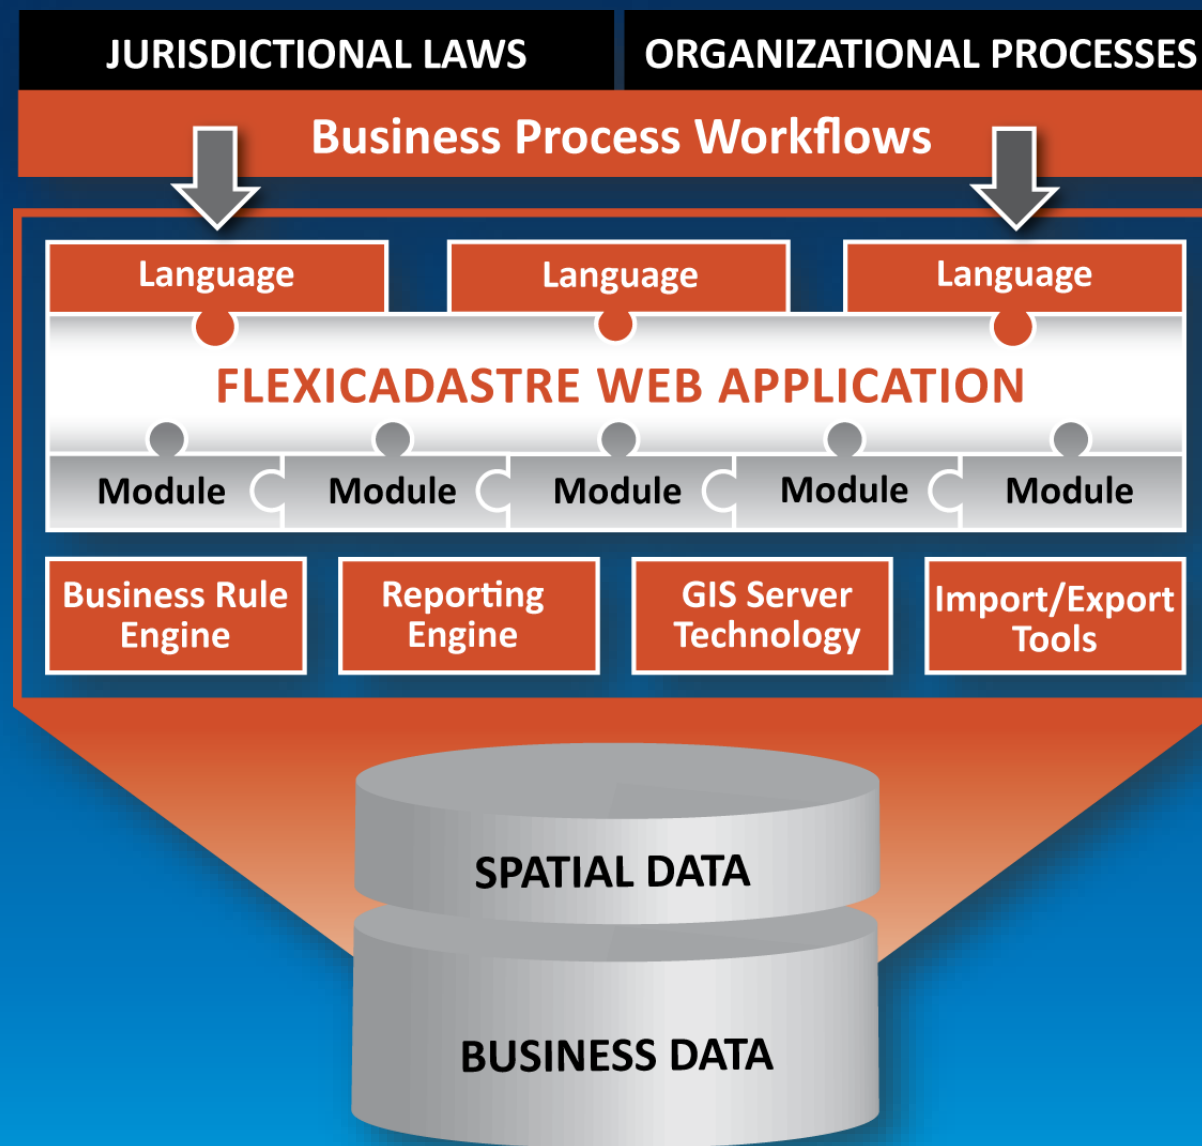 JURISDICTIONAL LAWS
ORGANIZATIONAL PROCESSES
Business Process Workflows
Language
Language
Language
FLEXICADASTRE WEB APPLICATION
Module
Module
Module
Module
Module
Business Rule
Engine
Reporting
Engine
GIS Server
Technology
Import/Export
Tools
SPATIAL DATA
BUSINESS DATA